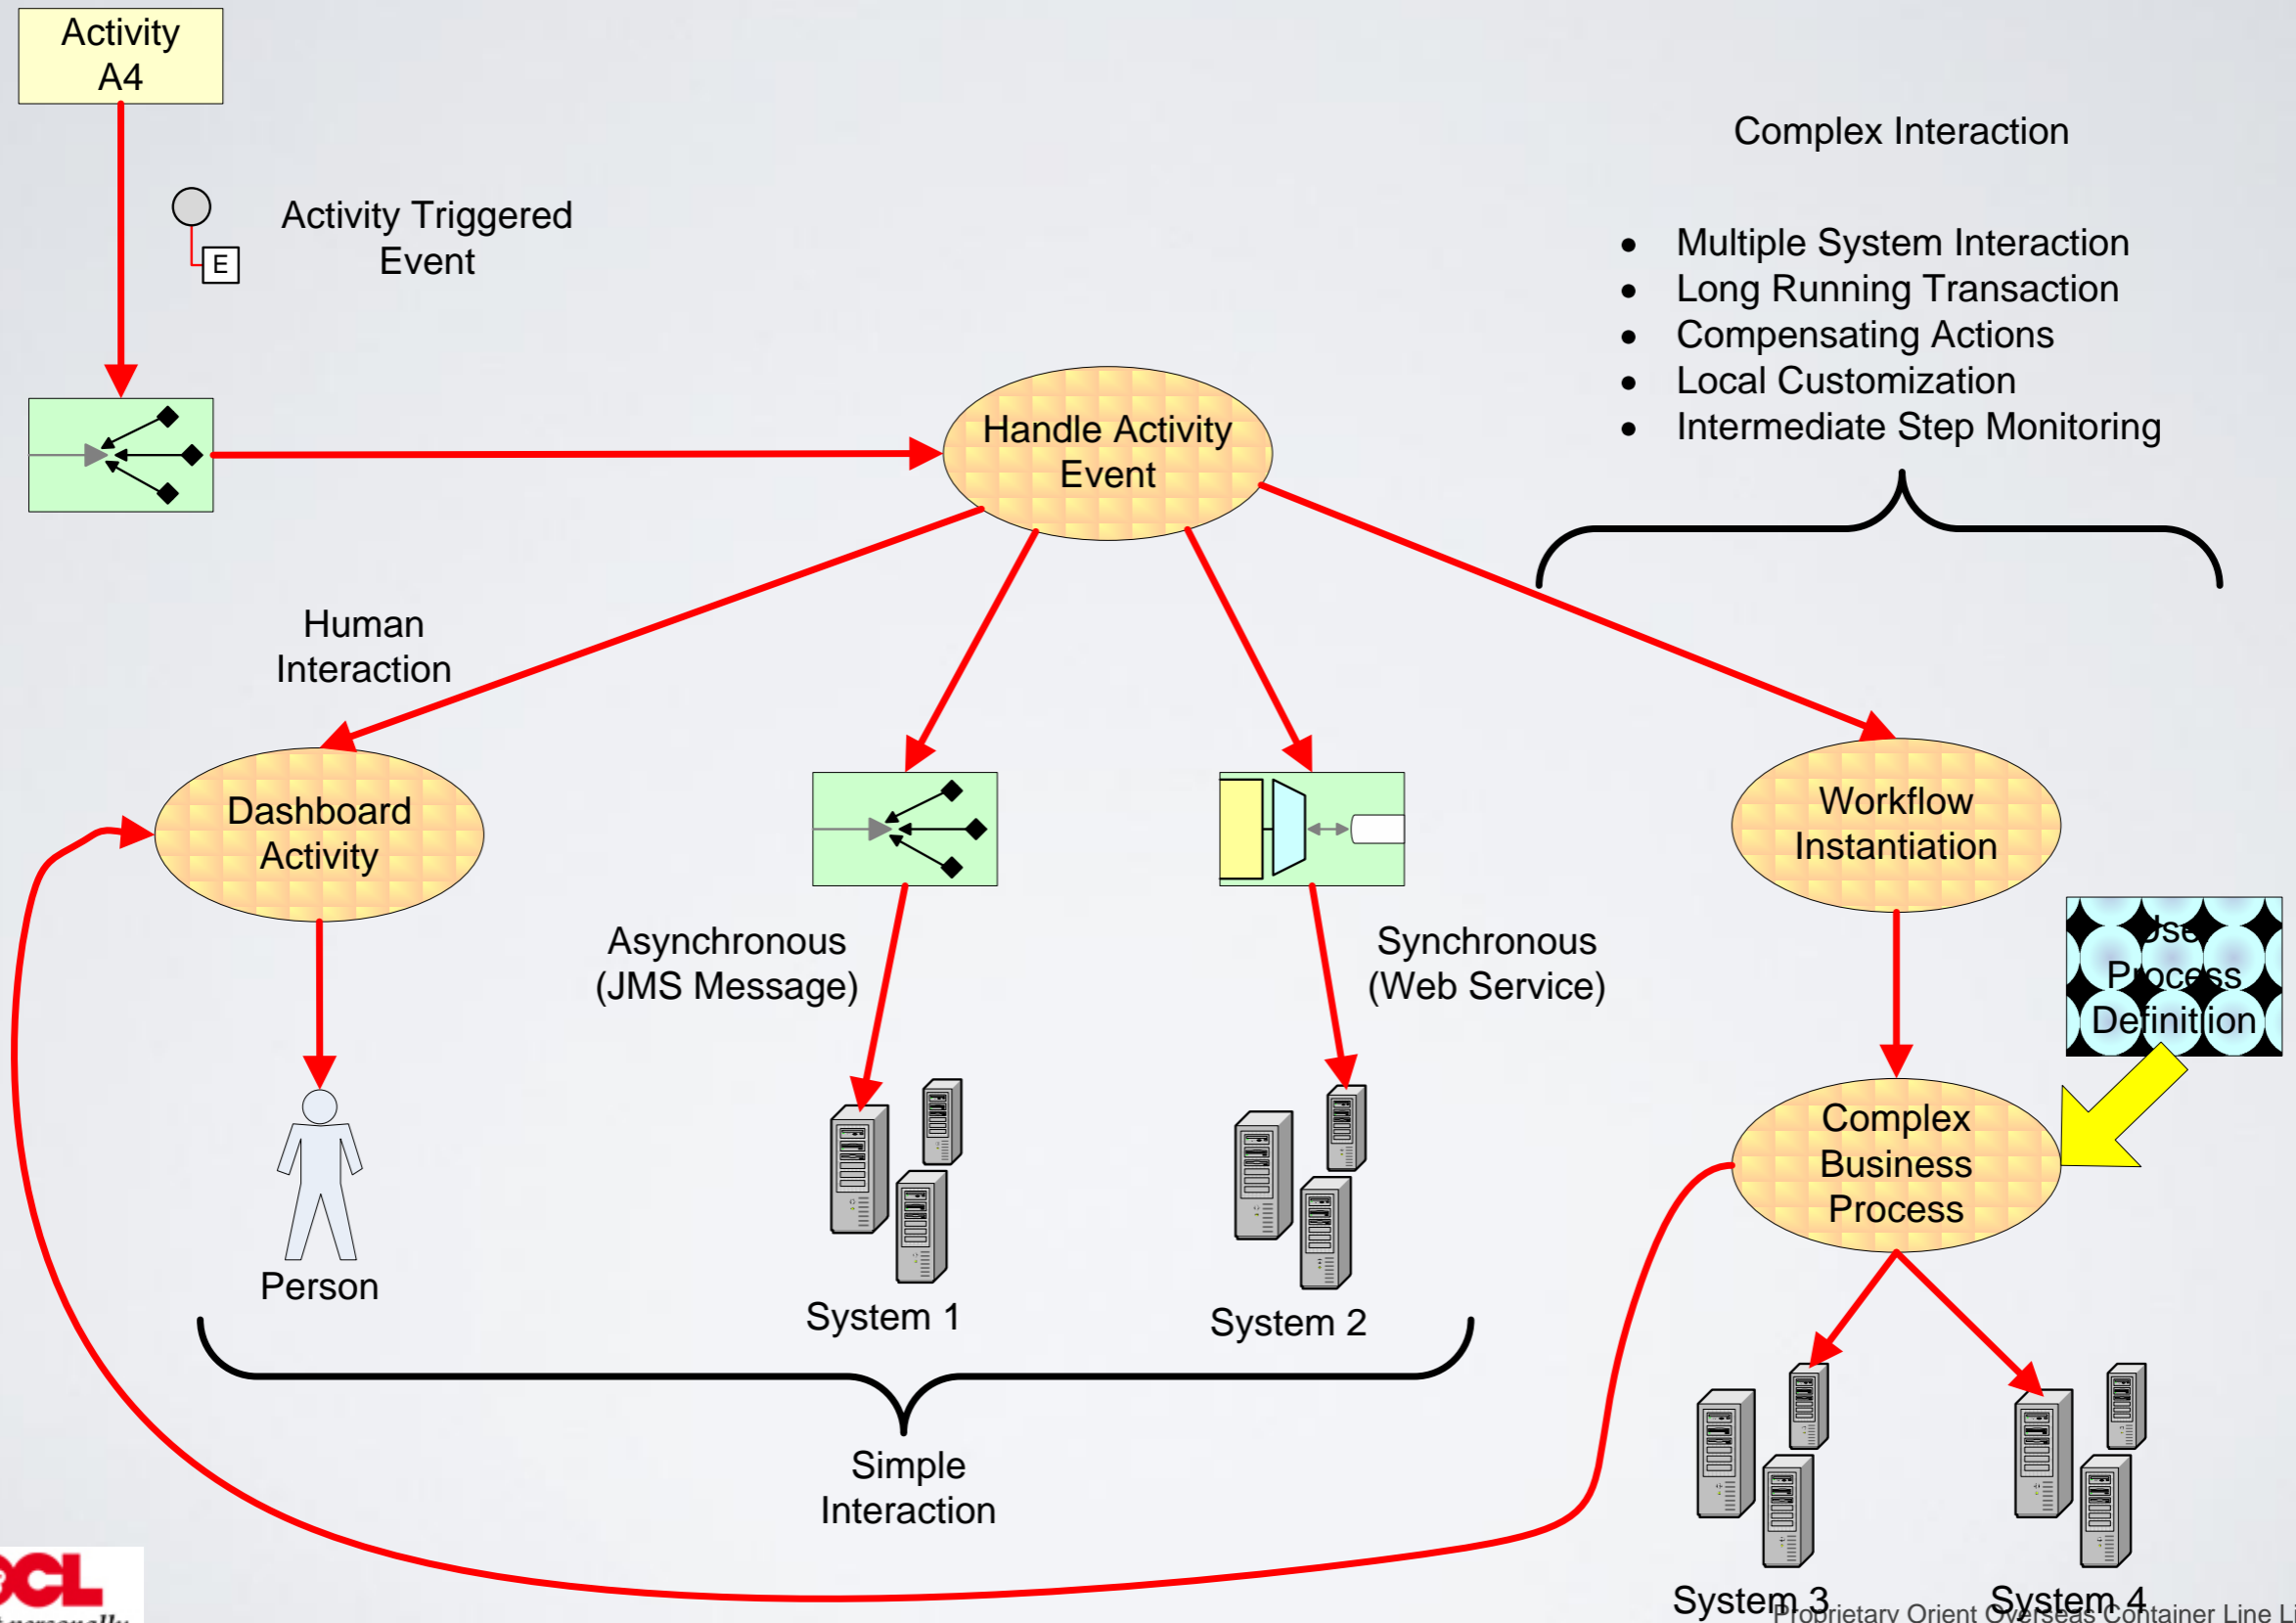 Activity
A4
Activity Triggered
Event
E
Complex Interaction
• Multiple System Interaction
• Long Running Transaction
• Compensating Actions
• Local Customization
• Intermediate Step Monitoring
Handle Activity
Event
Human
Interaction
Dashboard
Activity
Workflow
Instantiation
Asynchronous
(JMS Message)
Synchronous
(Web Service)
Process
Definition
Complex
Business
Process
Person
System 1
System 2
Simple
Interaction
System 3
System 4
Proprietary Orient Overseas Container Line
personally